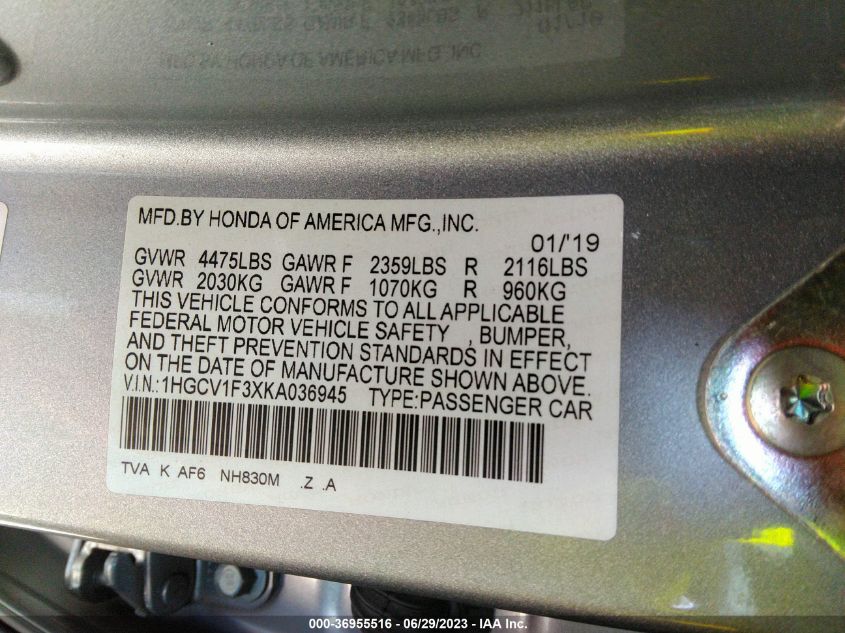 MFD.BY HONDA OF AMERICA MFG.,INC.
01/'19
GVWR 4475LBS GAWR F 2359LBS R 2116LBS
GVWR 2030KG GAWR F 1070KG R 960KG
THIS VEHICLE CONFORMS TO ALL APPLICABLE
FEDERAL MOTOR VEHICLE SAFETY , BUMPER,
AND THEFT PREVENTION STANDARDS IN EFFECT
ON THE DATE OF MANUFACTURE SHOWN ABOVE.
V.I.N.:1HGCV1F3XKA036945 TYPE:PASSENGER CAR
TVA K AF6 NH830M .Z .A
000-36955516 - 06/29/2023 - IAA Inc.